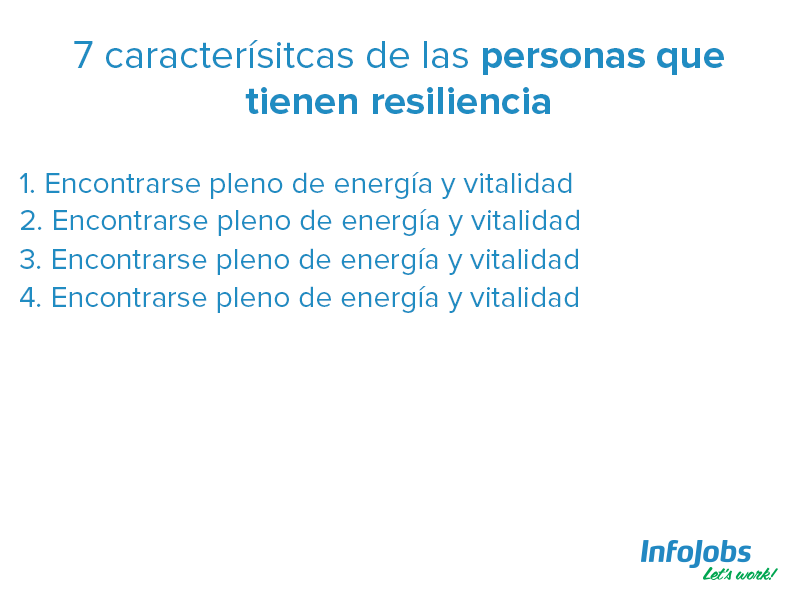 7 caracterísitcas de las personas que
tienen resiliencia
1. Encontrarse pleno de energía y vitalidad
2. Encontrarse pleno de energía y vitalidad
3. Encontrarse pleno de energía y vitalidad
4. Encontrarse pleno de energía y vitalidad
InfoJobs
Let's work!